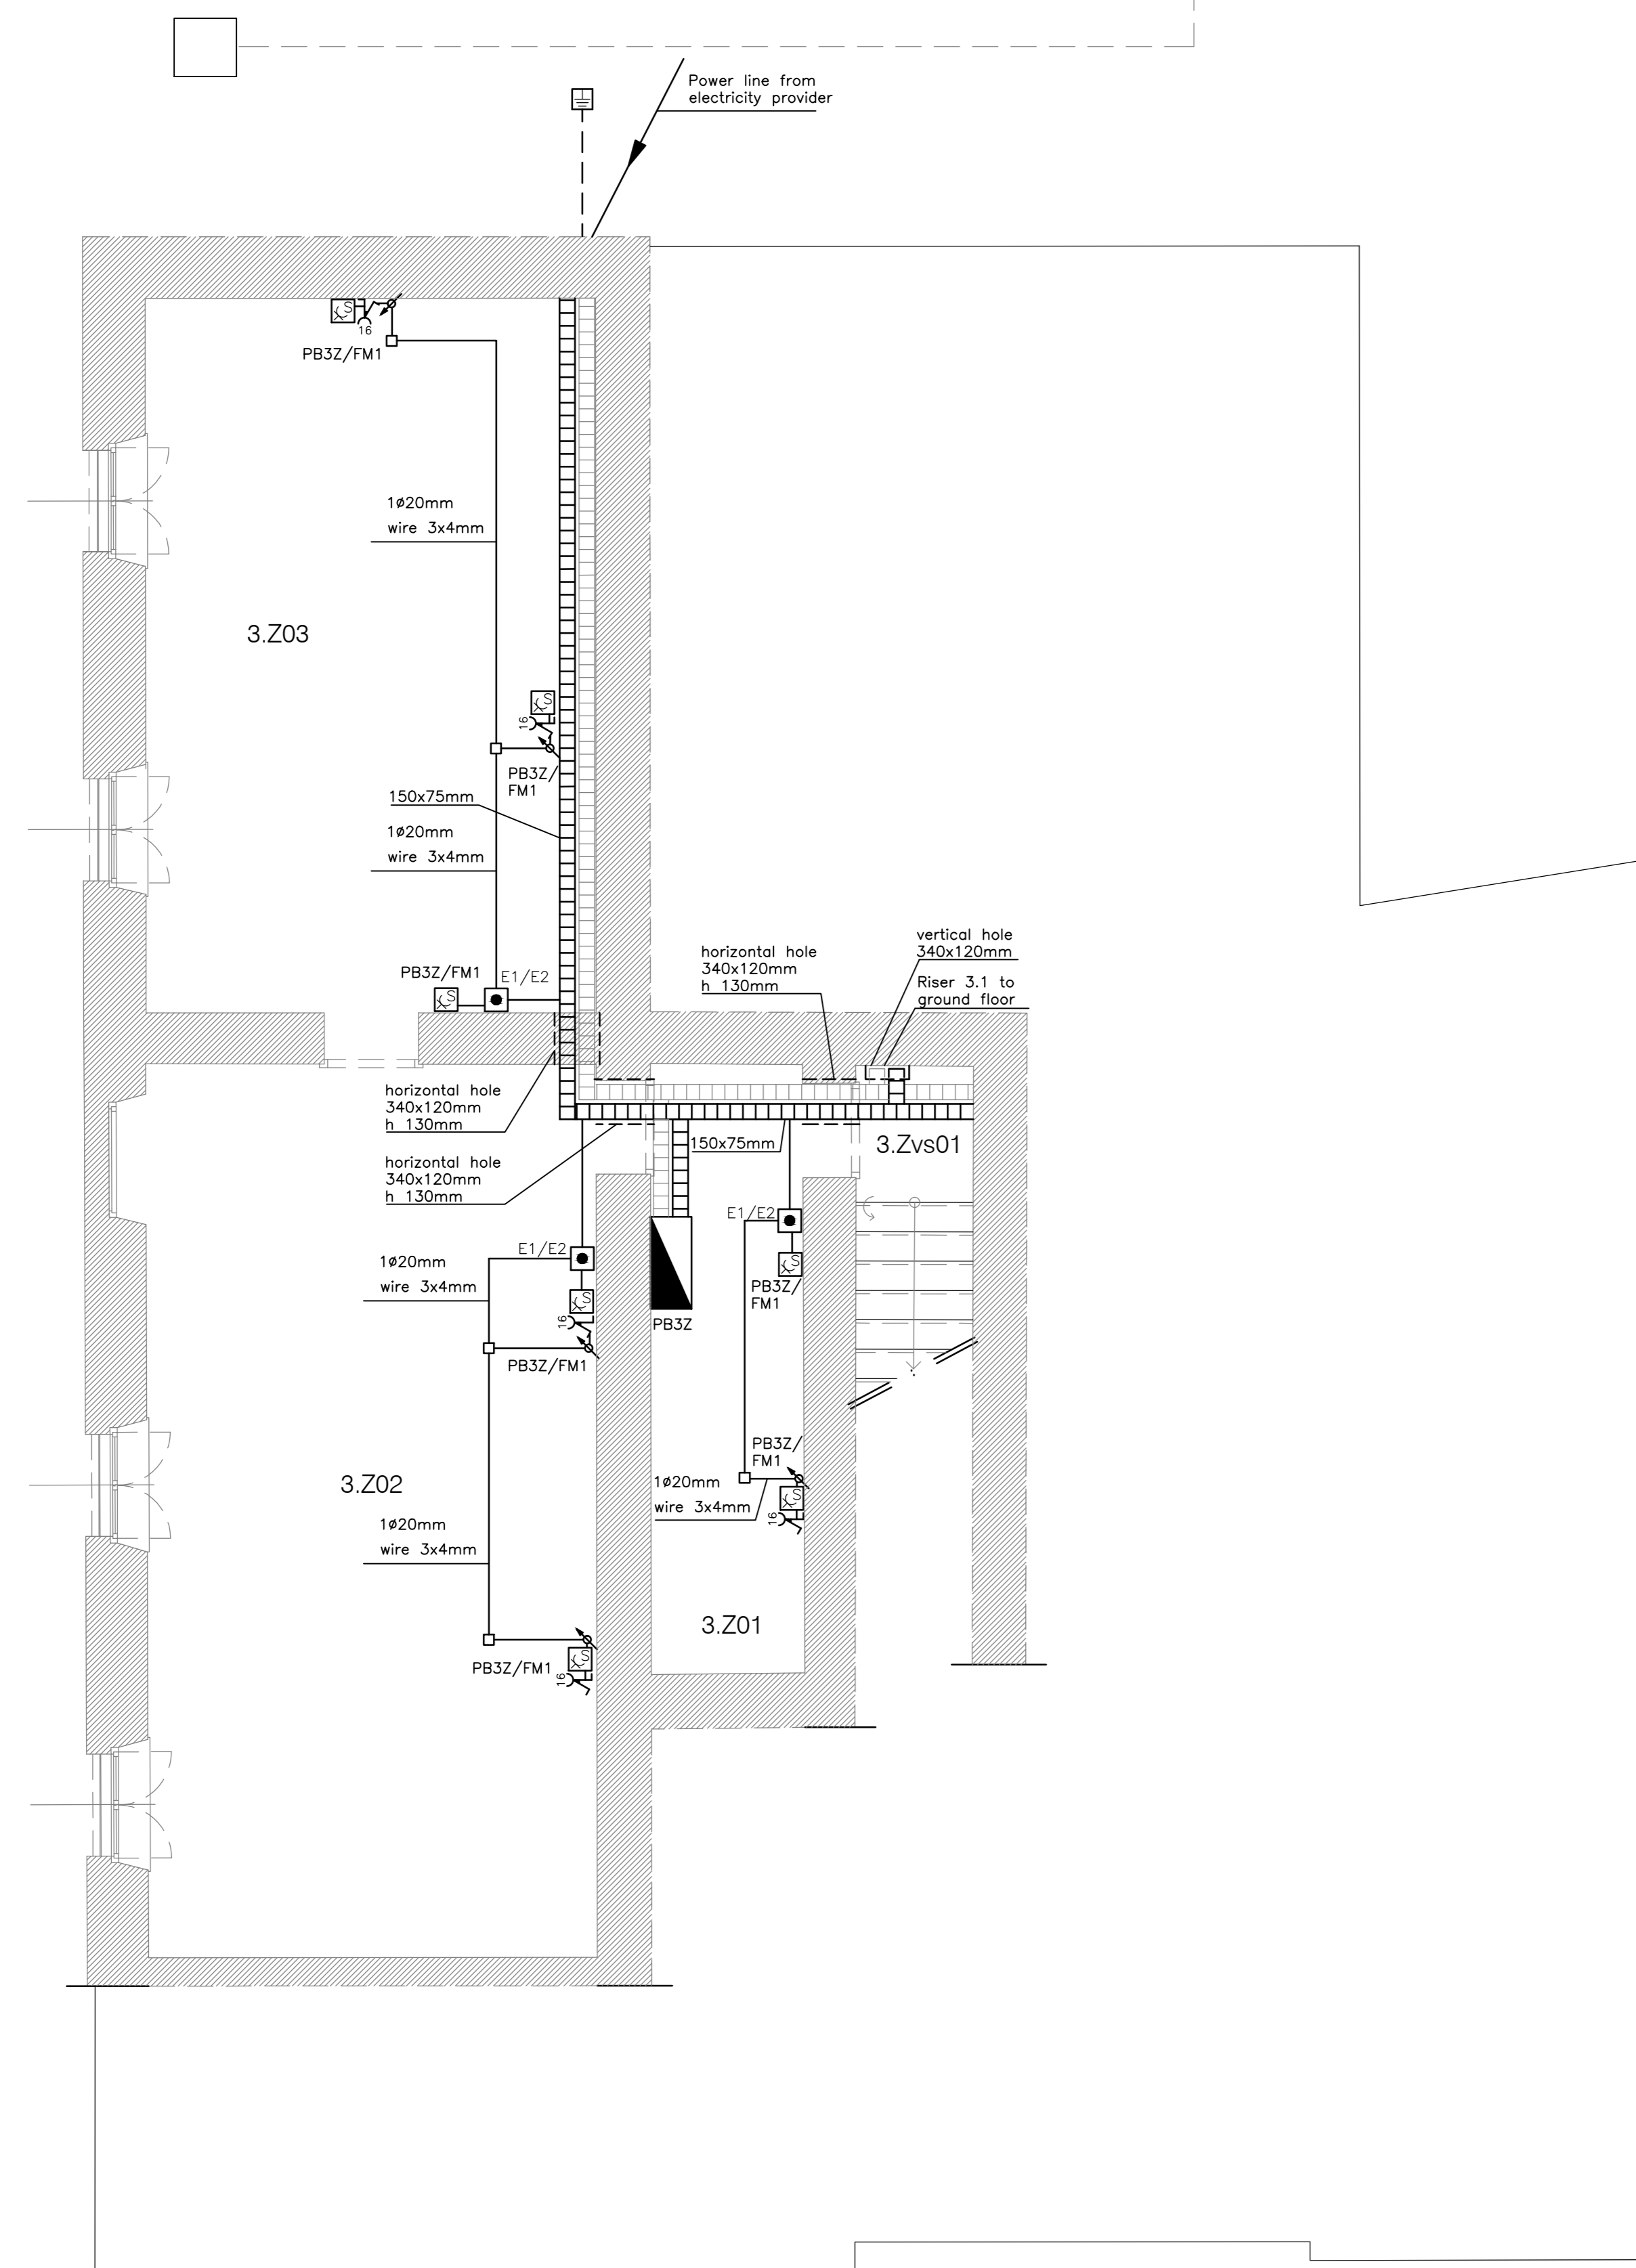 Power line from
electricity provider
16
PB3Z/FM1
1ø20mm
wire 3x4mm
3.Z03
16
PB3Z/
FM1
150x75mm
1ø20mm
wire 3x4mm
PB3Z/FM1
E1/E2
horizontal hole
340x120mm
h 130mm
vertical hole
340x120mm
Riser 3.1 to
ground floor
horizontal hole
340x120mm
h 130mm
horizontal hole
340x120mm
h 130mm
150x75mm
3.Zvs01
E1/E2
E1/E2
1ø20mm
wire 3x4mm
PB3Z/
FM1
16
PB3Z
PB3Z/FM1
PB3Z/
FM1
3.Z02
1ø20mm
wire 3x4mm
16
1ø20mm
wire 3x4mm
3.Z01
PB3Z/FM1
16